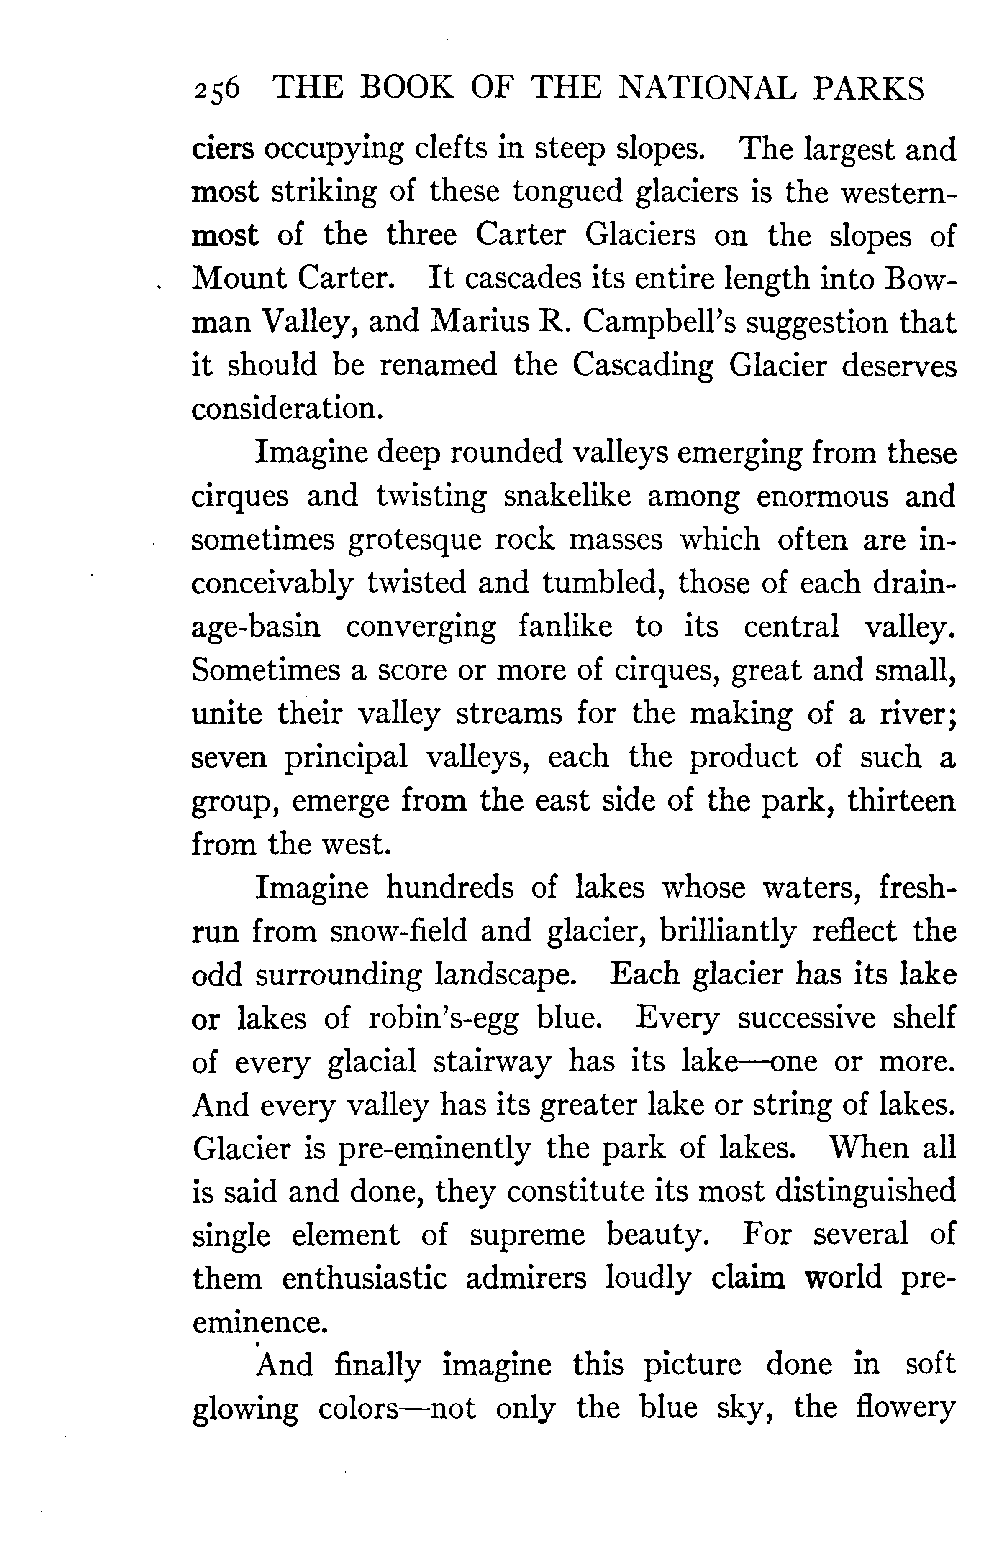 256 THE BOOK OF THE NATIONAL PARKS
ciers occupying clefts in steep slopes. The largest and
most striking of these tongued glaciers is the western-
most of the three Carter Glaciers on the slopes of
Mount Carter. It cascades its entire length into Bow-
man Valley, and Marius R. Campbell's suggestion that
it should be renamed the Cascading Glacier deserves
consideration.
Imagine deep rounded valleys emerging from these
cirques and twisting snakelike among enormous and
sometimes grotesque rock masses which often are in-
conceivably twisted and tumbled, those of each drain-
age-basin converging fanlike to its central valley.
Sometimes a score or more of cirques, great and small,
unite their valley streams for the making of a river;
seven principal valleys, each the product of such a
group, emerge from the east side of the park, thirteen
from the west.
Imagine hundreds of lakes whose waters, fresh-
run from snow-field and glacier, brilliantly reflect the
odd surrounding landscape. Each glacier has its lake
or lakes of robin's-egg blue. Every successive shelf
of every glacial stairway has its lake—one or more.
And every valley has its greater lake or string of lakes.
Glacier is pre-eminently the park of lakes. When all
is said and done, they constitute its most distinguished
single element of supreme beauty. For several of
them enthusiastic admirers loudly claim world pre-
eminence.
And finally imagine this picture done in soft
glowing colors—not only the blue sky, the flowery